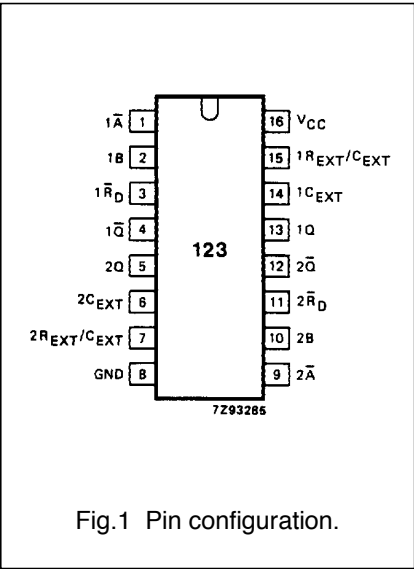 1A̅ 1 16 VCC
1B 2 15 1REXT/CEXT
1R̅D 3 14 1CEXT
1Q̅ 4 13 1Q
123
2Q 5 12 2Q̅
2CEXT 6 11 2R̅D
2REXT/CEXT 7 10 2B
GND 8 9 2A̅
7Z93285
Fig.1 Pin configuration.